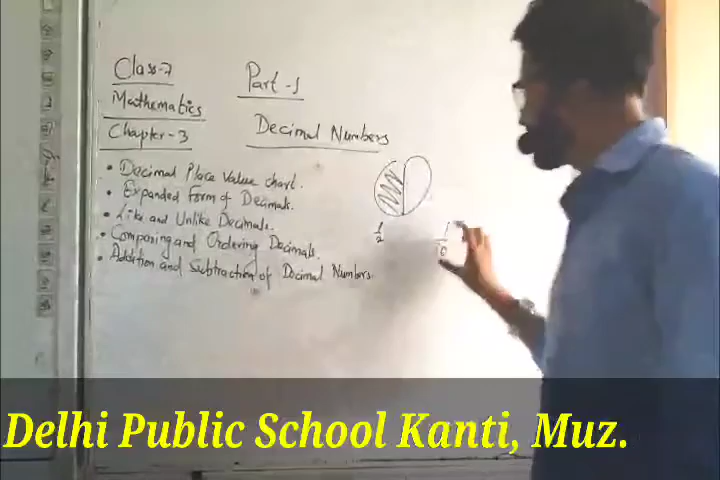 Class-7
Part-1
Mathematics
Chapter-3
Decimal Numbers
• Decimal Place Value chart.
• Expanded Form of Decimals.
• Like and Unlike Decimals.
• Comparing and Ordering Decimals.
• Addition and Subtraction of Decimal Numbers.
1/2
Delhi Public School Kanti, Muz.